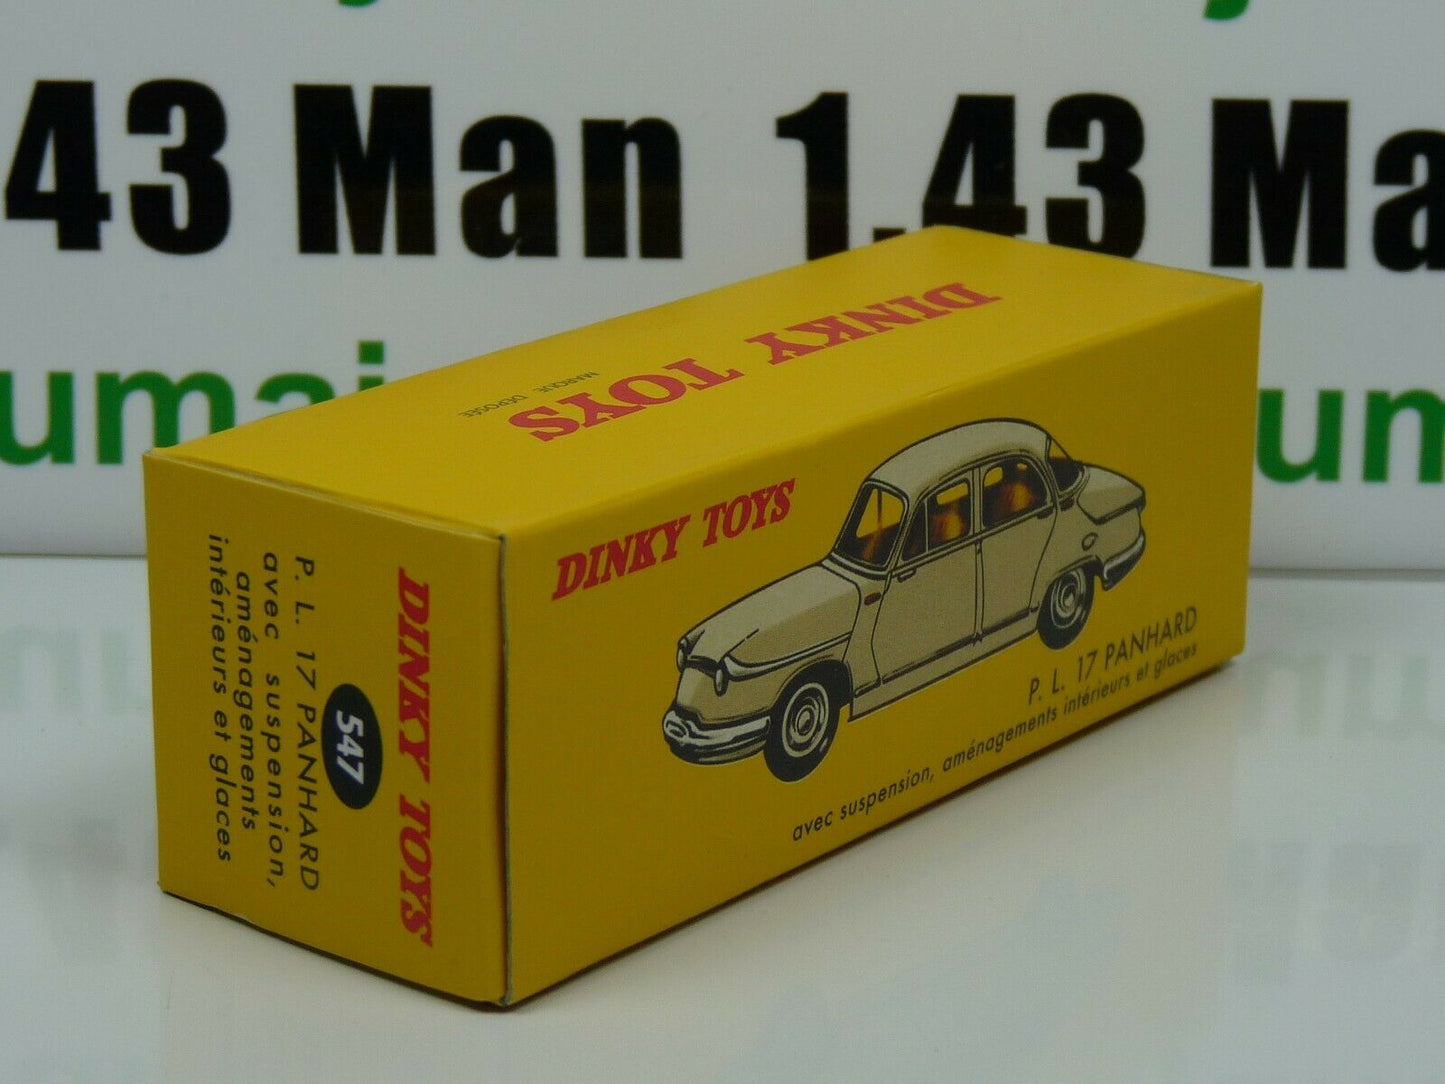 43 Man 1.43 Ma
umai
un
DINKY TOYS
MARQUE DÉPOSÉE
DINKY TOYS
P. L. 17 PANHARD
avec suspension, aménagements intérieurs et glaces
DINKY TOYS
547
P. L. 17 PANHARD
avec suspension,
aménagements
intérieurs et glaces